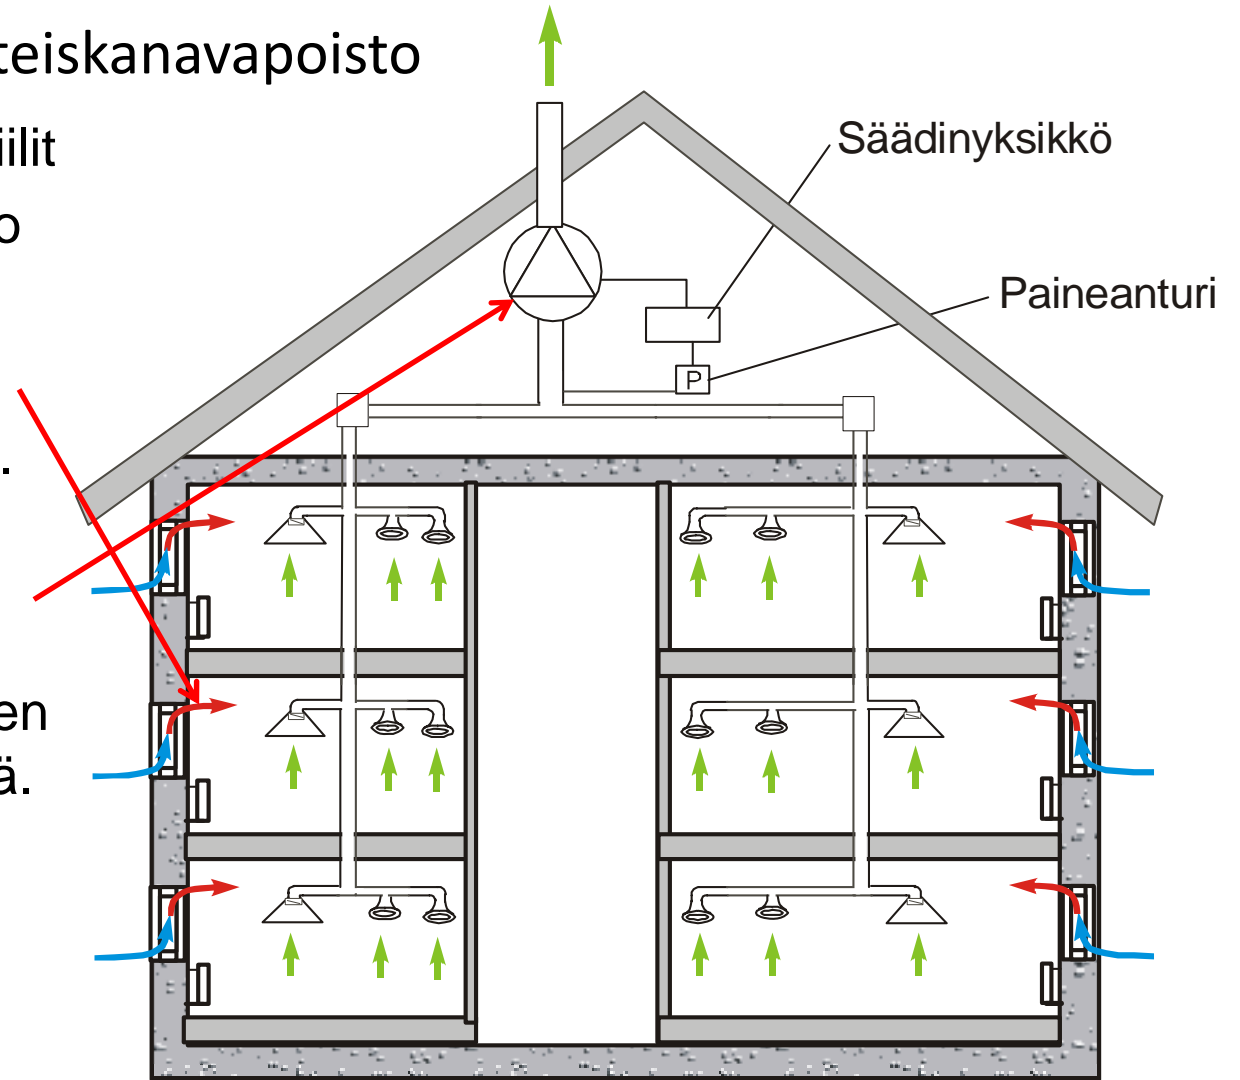 teiskanavapoisto
iilit
o
.
en
ä.
Säädinyksikkö
Paineanturi
P